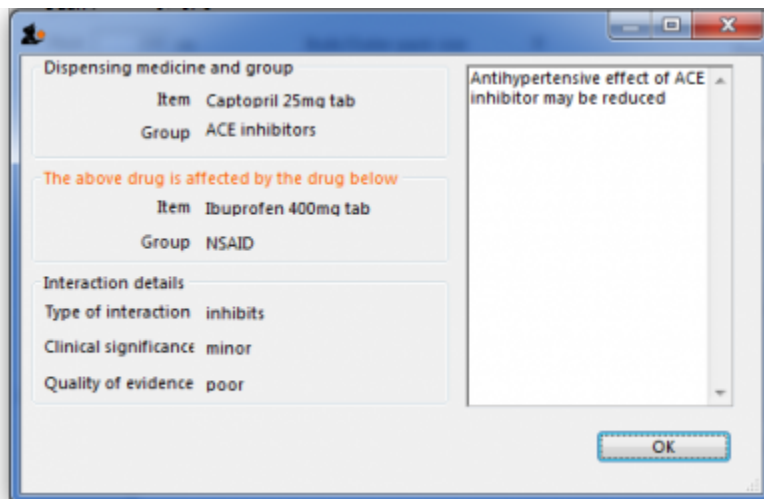 Dispensing medicine and group
Item Captopril 25mg tab
Group ACE inhibitors
The above drug is affected by the drug below
Item Ibuprofen 400mg tab
Group NSAID
Interaction details
Type of interaction inhibits
Clinical significance minor
Quality of evidence poor
Antihypertensive effect of ACE
inhibitor may be reduced
OK